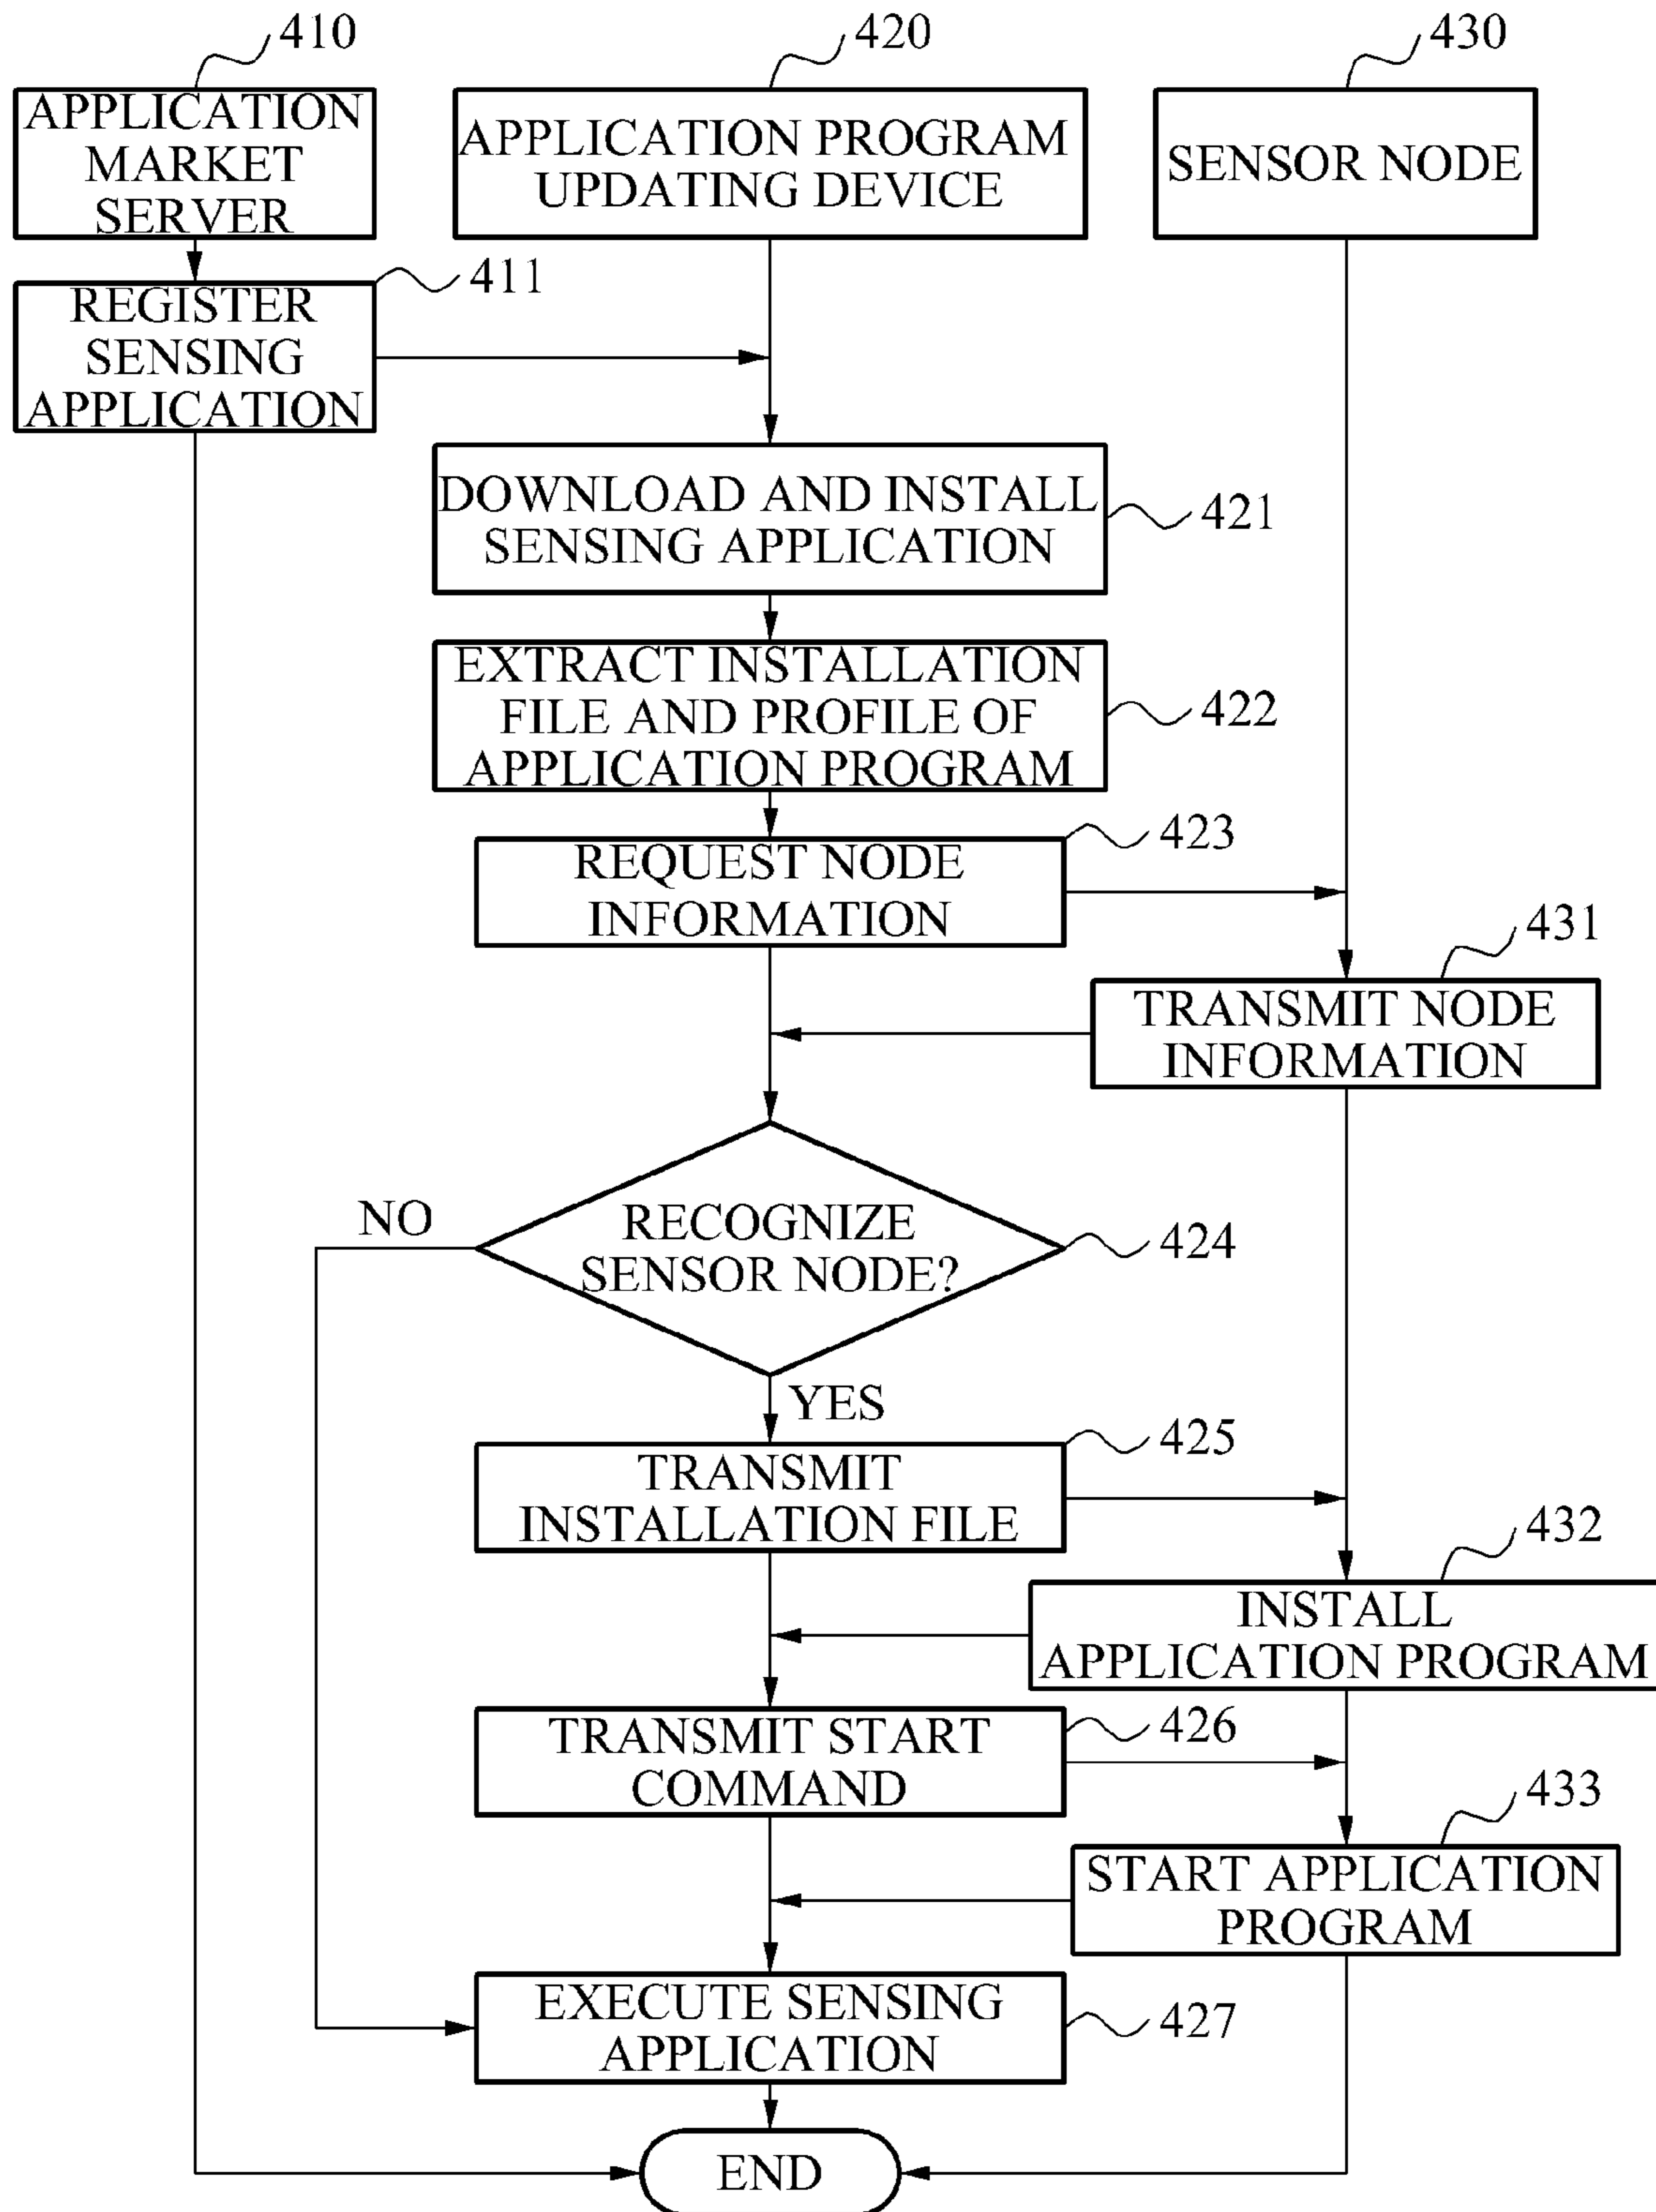 410
420
430
APPLICATION
MARKET
SERVER
APPLICATION PROGRAM
UPDATING DEVICE
SENSOR NODE
411
REGISTER
SENSING
APPLICATION
DOWNLOAD AND INSTALL
SENSING APPLICATION
421
EXTRACT INSTALLATION
FILE AND PROFILE OF
APPLICATION PROGRAM
422
423
REQUEST NODE
INFORMATION
431
TRANSMIT NODE
INFORMATION
NO
RECOGNIZE
SENSOR NODE?
424
YES
425
TRANSMIT
INSTALLATION FILE
432
INSTALL
APPLICATION PROGRAM
426
TRANSMIT START
COMMAND
433
START APPLICATION
PROGRAM
EXECUTE SENSING
APPLICATION
427
END